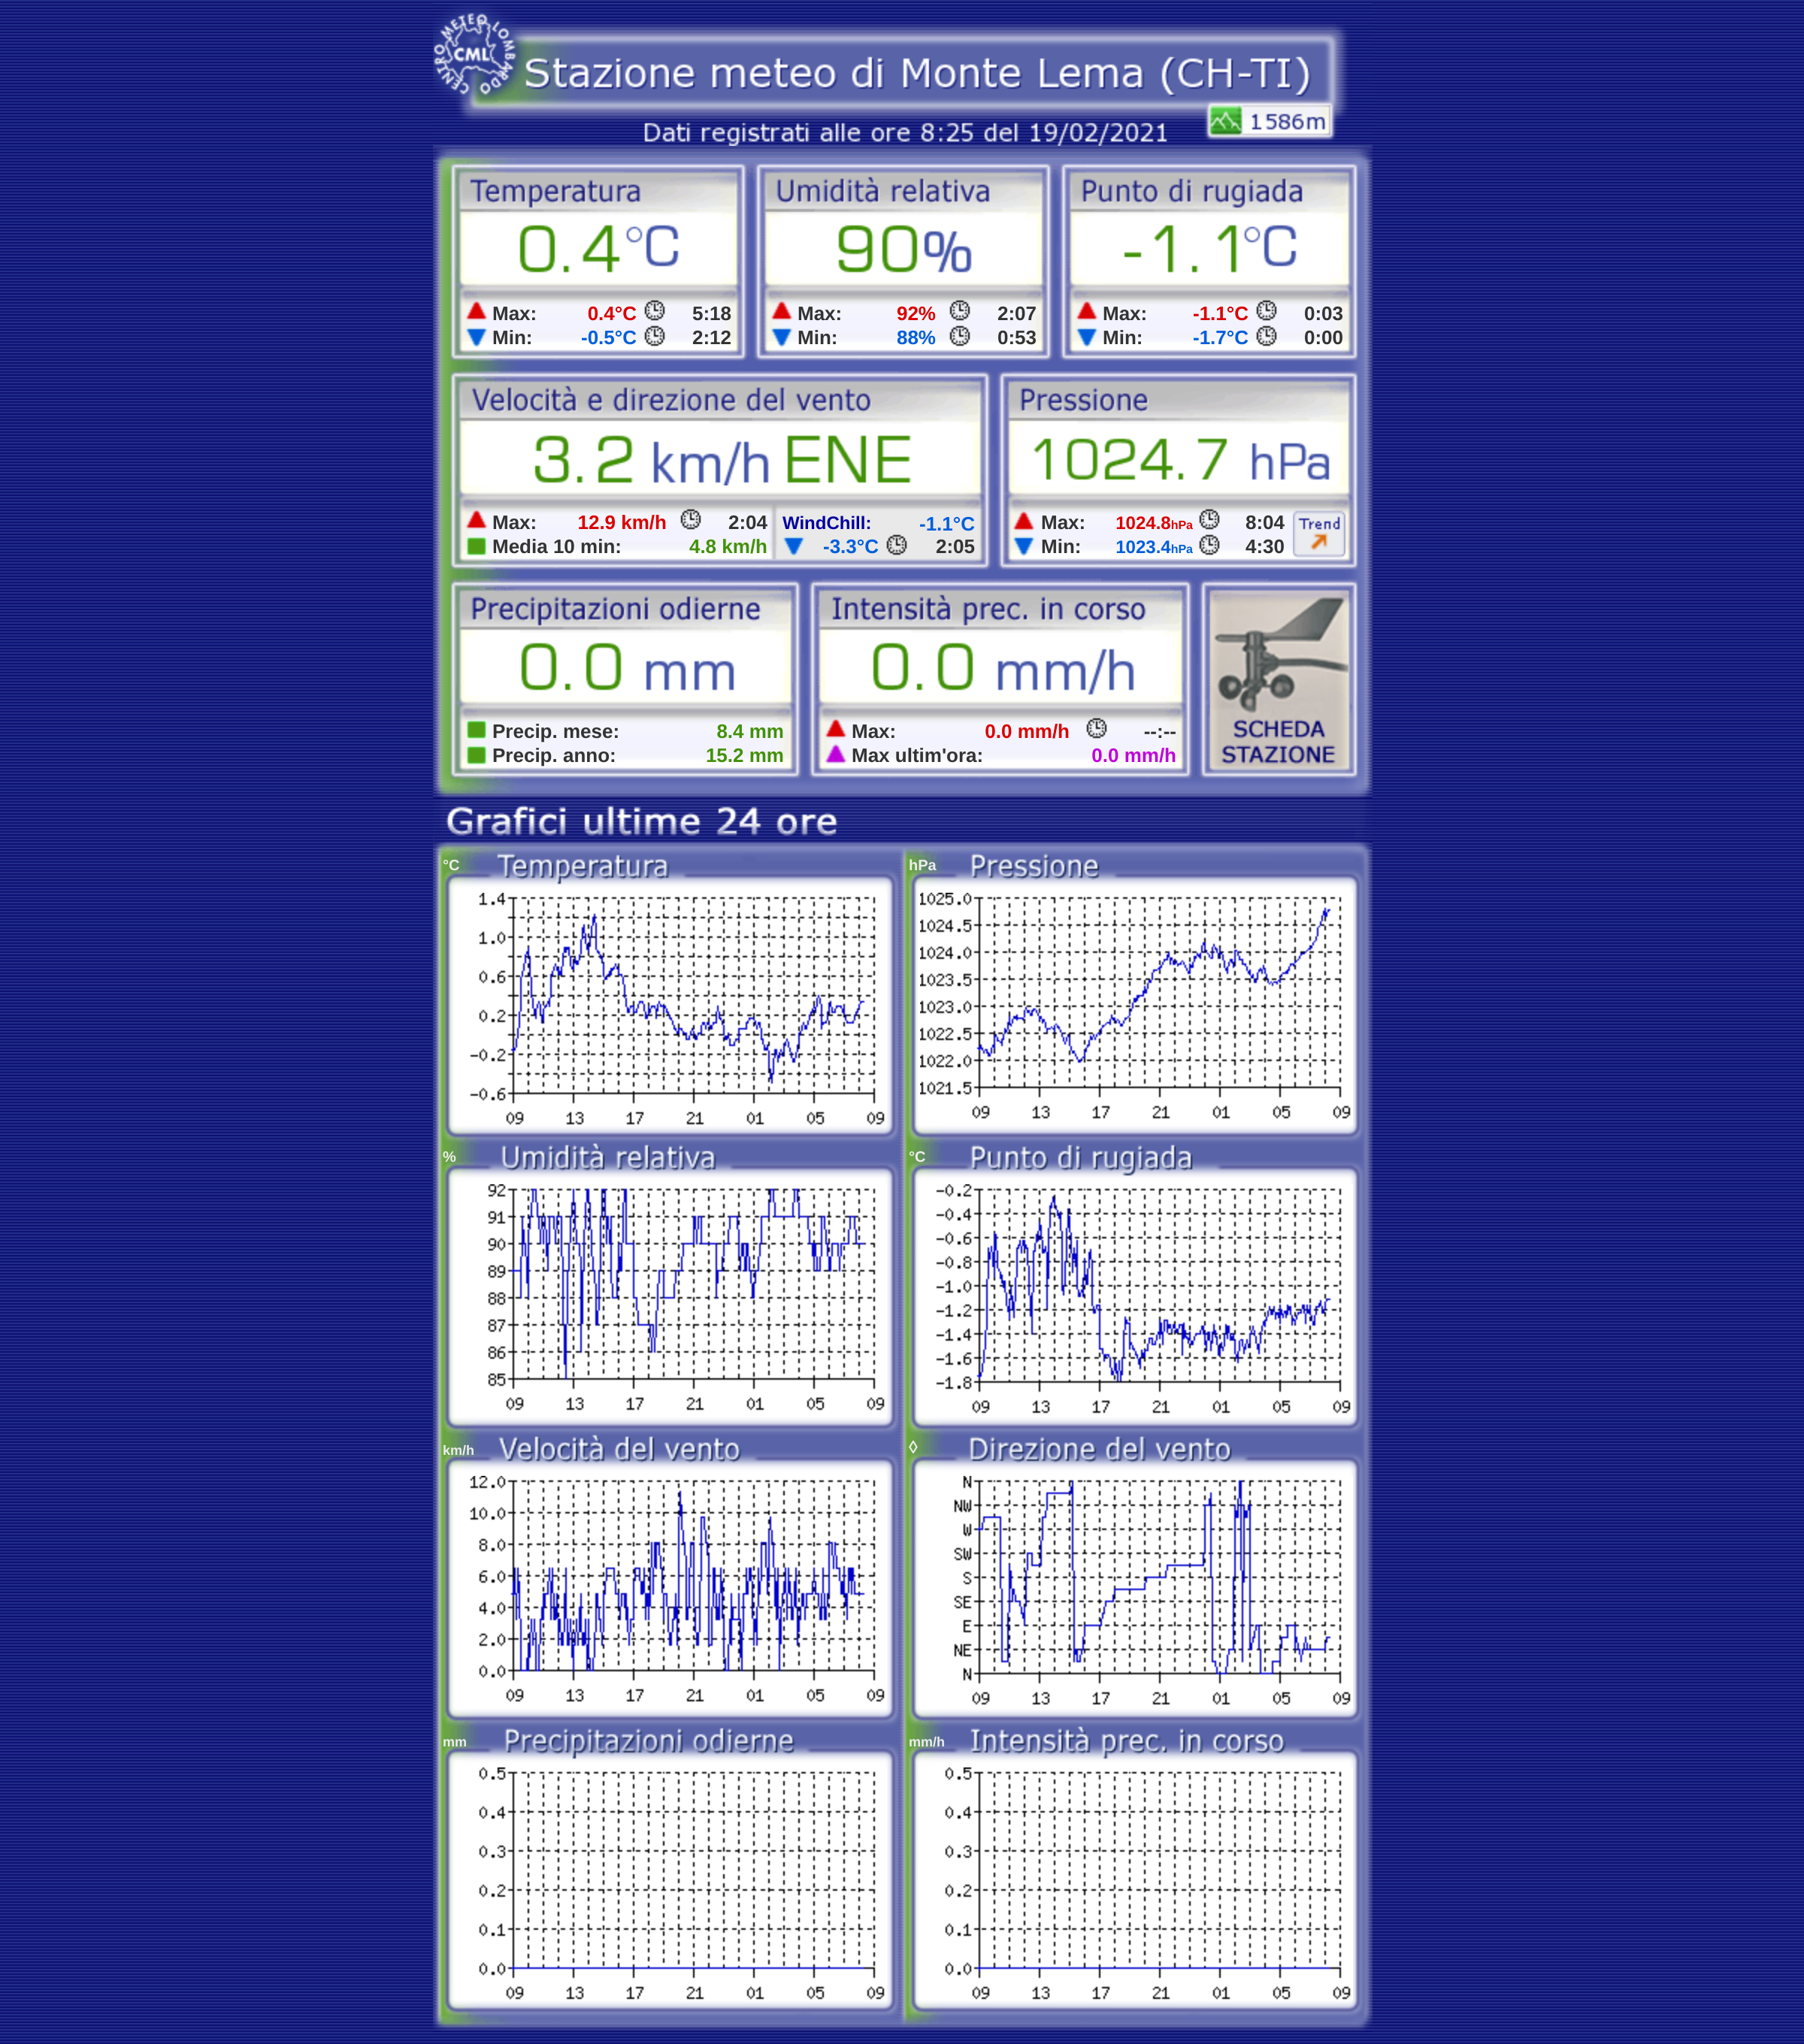 CENTRO METEO LOMBARDO
CML
Stazione meteo di Monte Lema (CH-TI)
1586m
Dati registrati alle ore 8:25 del 19/02/2021
Temperatura Umidità relativa Punto di rugiada
0.4°C 90% -1.1°C
Max: 0.4°C 5:18 Max: 92% 2:07 Max: -1.1°C 0:03
Min: -0.5°C 2:12 Min: 88% 0:53 Min: -1.7°C 0:00
Velocità e direzione del vento Pressione
3.2 km/h ENE 1024.7 hPa
Max: 12.9 km/h 2:04 WindChill: -1.1°C Max: 1024.8hPa 8:04 Trend
Media 10 min: 4.8 km/h -3.3°C 2:05 Min: 1023.4hPa 4:30
Precipitazioni odierne Intensità prec. in corso
0.0 mm 0.0 mm/h
Precip. mese: 8.4 mm Max: 0.0 mm/h --:-- SCHEDA
Precip. anno: 15.2 mm Max ultim'ora: 0.0 mm/h STAZIONE
Grafici ultime 24 ore
°C Temperatura
1.4
1.0
0.6
0.2
-0.2
-0.6
09 13 17 21 01 05 09
hPa Pressione
1025.0
1024.5
1024.0
1023.5
1023.0
1022.5
1022.0
1021.5
09 13 17 21 01 05 09
% Umidità relativa
92
91
90
89
88
87
86
85
09 13 17 21 01 05 09
°C Punto di rugiada
-0.2
-0.4
-0.6
-0.8
-1.0
-1.2
-1.4
-1.6
-1.8
09 13 17 21 01 05 09
km/h Velocità del vento
12.0
10.0
8.0
6.0
4.0
2.0
0.0
09 13 17 21 01 05 09
◊ Direzione del vento
N
NW
W
SW
S
SE
E
NE
N
09 13 17 21 01 05 09
mm Precipitazioni odierne
0.5
0.4
0.3
0.2
0.1
0.0
09 13 17 21 01 05 09
mm/h Intensità prec. in corso
0.5
0.4
0.3
0.2
0.1
0.0
09 13 17 21 01 05 09